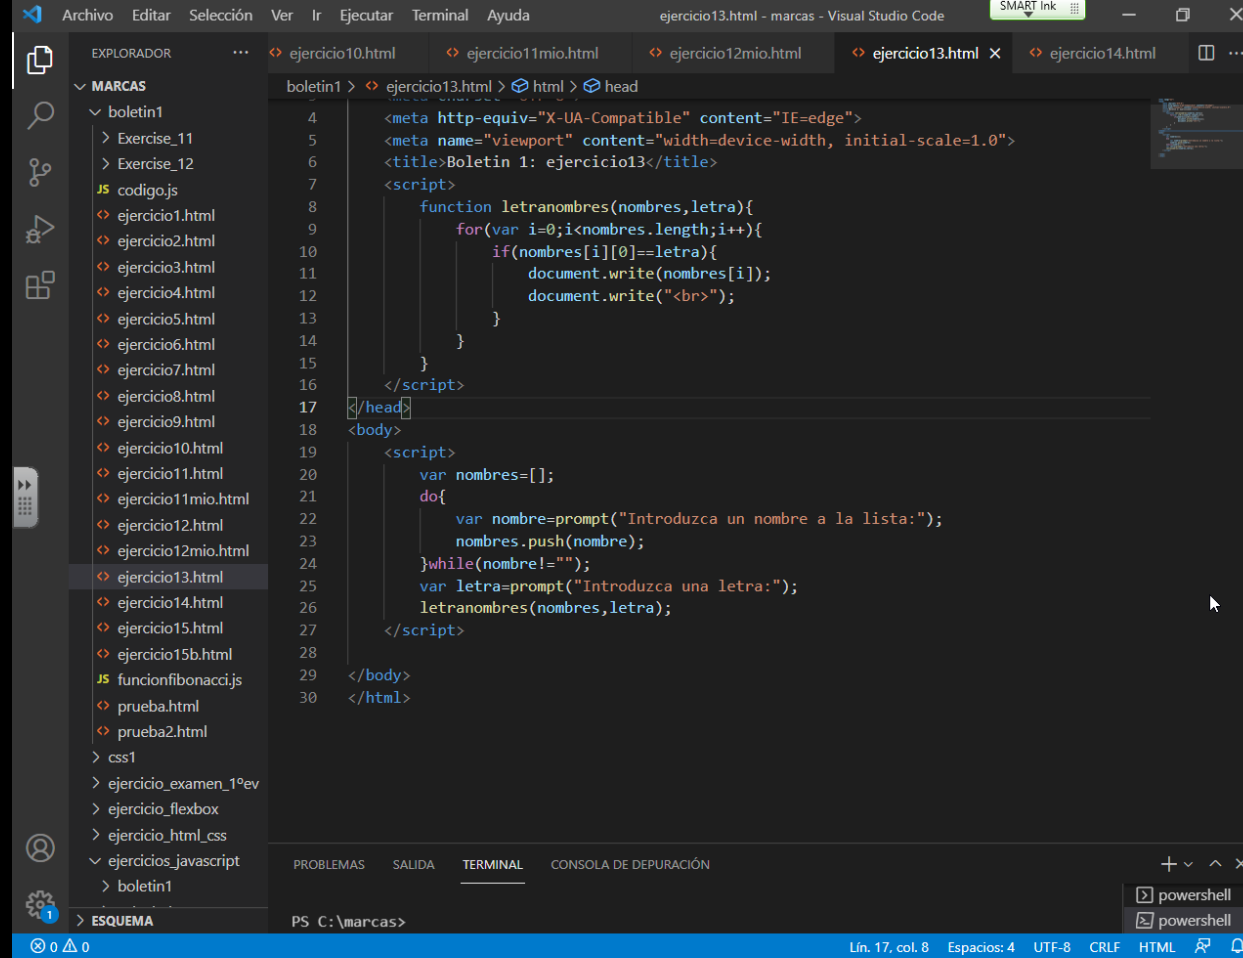 Archivo Editar Selección Ver Ir Ejecutar Terminal Ayuda ejercicio13.html - marcas - Visual Studio Code SMART Ink
EXPLORADOR ···
MARCAS
boletin1
Exercise_11
Exercise_12
JS codigo.js
ejercicio1.html
ejercicio2.html
ejercicio3.html
ejercicio4.html
ejercicio5.html
ejercicio6.html
ejercicio7.html
ejercicio8.html
ejercicio9.html
ejercicio10.html
ejercicio11.html
ejercicio11mio.html
ejercicio12.html
ejercicio12mio.html
ejercicio13.html
ejercicio14.html
ejercicio15.html
ejercicio15b.html
JS funcionfibonacci.js
prueba.html
prueba2.html
css1
ejercicio_examen_1ºev
ejercicio_flexbox
ejercicio_html_css
ejercicios_javascript
boletin1
ESQUEMA
1
ejercicio10.html ejercicio11mio.html ejercicio12mio.html ejercicio13.html ejercicio14.html
boletin1 > ejercicio13.html > html > head
4 <meta http-equiv="X-UA-Compatible" content="IE=edge">
5 <meta name="viewport" content="width=device-width, initial-scale=1.0">
6 <title>Boletin 1: ejercicio13</title>
7 <script>
8 function letranombres(nombres,letra){
9 for(var i=0;i<nombres.length;i++){
10 if(nombres[i][0]==letra){
11 document.write(nombres[i]);
12 document.write("<br>");
13 }
14 }
15 }
16 </script>
17 </head>
18 <body>
19 <script>
20 var nombres=[];
21 do{
22 var nombre=prompt("Introduzca un nombre a la lista:");
23 nombres.push(nombre);
24 }while(nombre!="");
25 var letra=prompt("Introduzca una letra:");
26 letranombres(nombres,letra);
27 </script>
28
29 </body>
30 </html>
PROBLEMAS SALIDA TERMINAL CONSOLA DE DEPURACIÓN
PS C:\marcas>
powershell
powershell
0 0 Lín. 17, col. 8 Espacios: 4 UTF-8 CRLF HTML